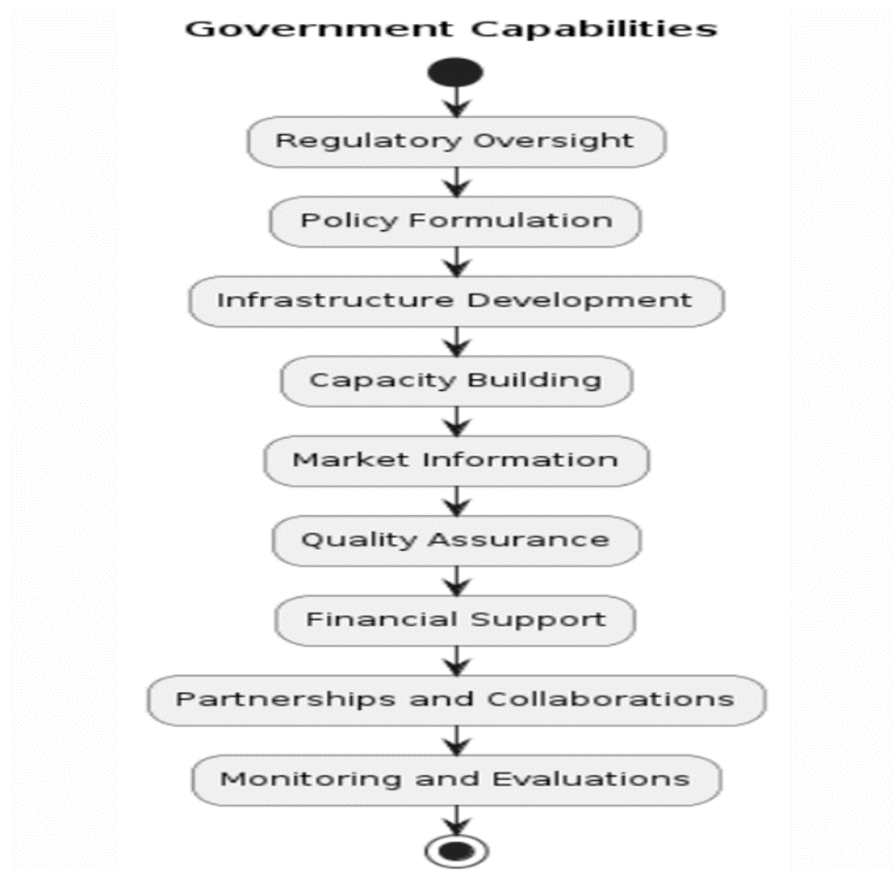 Government Capabilities
Regulatory Oversight
Policy Formulation
Infrastructure Development
Capacity Building
Market Information
Quality Assurance
Financial Support
Partnerships and Collaborations
Monitoring and Evaluations